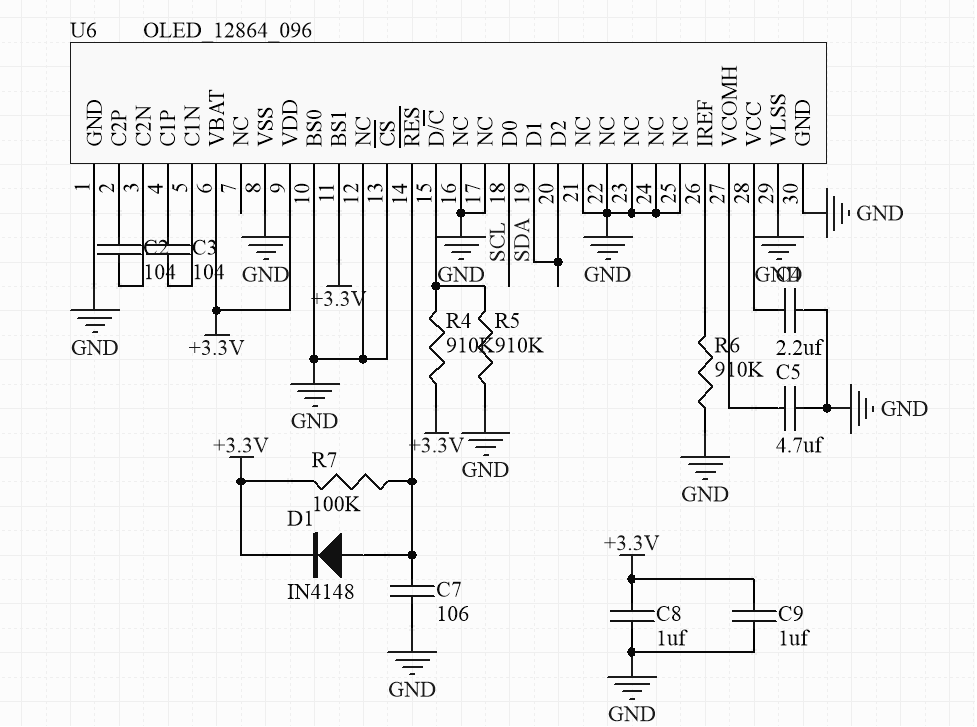 U6 OLED_12864_096
GND C2P C2N C1P C1N VBAT NC VSS VDD BS0 BS1 NC CS RES D/C NC NC D0 D1 D2 NC NC NC NC NC IREF VCOMH VCC VLSS GND
1 2 3 4 5 6 7 8 9 10 11 12 13 14 15 16 17 18 19 20 21 22 23 24 25 26 27 28 29 30
GND
SCL SDA
C2 C3
104 104
GND GND GND GND C4
+3.3V
R4 R5
910K 910K
GND +3.3V
R6
910K
2.2uf
C5
GND
GND
+3.3V +3.3V 4.7uf
R7
GND
GND
100K
D1
+3.3V
IN4148
C7
106
C8 C9
1uf 1uf
GND
GND